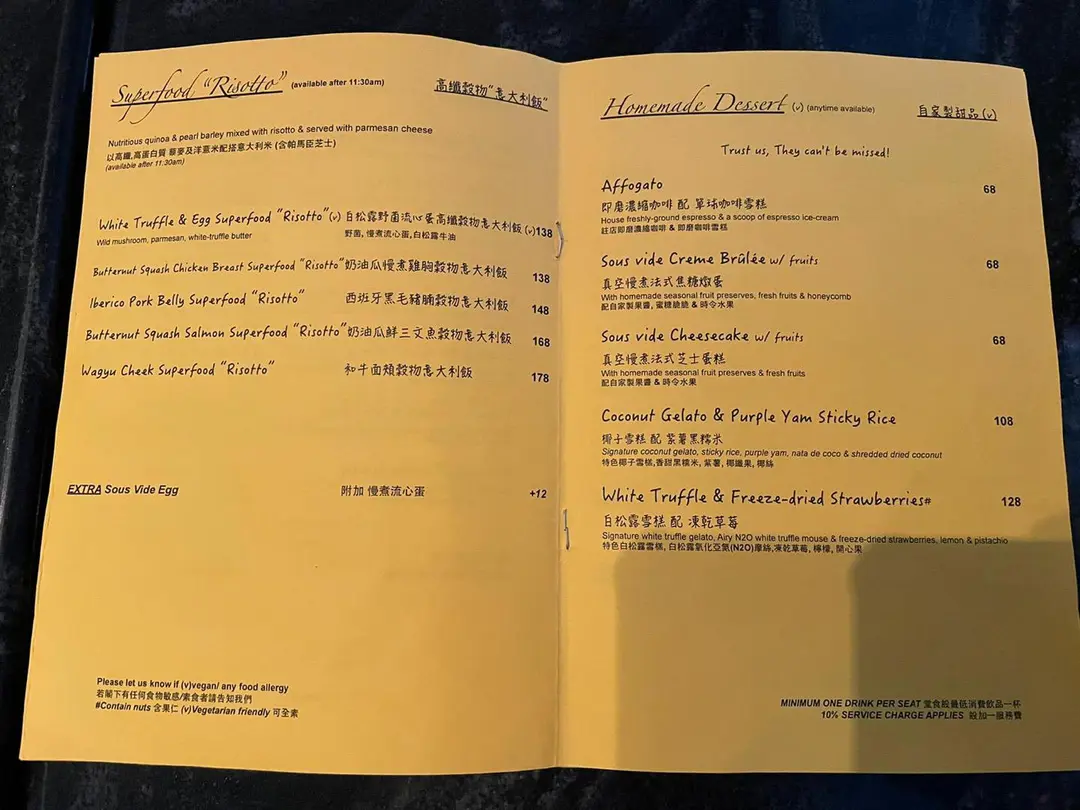 Superfood "Risotto" (available after 11:30am) 高纖穀物"意大利飯"
Nutritious quinoa & pearl barley mixed with risotto & served with parmesan cheese
以高纖,高蛋白質 藜麥及洋薏米配搭意大利米 (含帕馬臣芝士)
(available after 11:30am)
White Truffle & Egg Superfood "Risotto"(v) 白松露野菌流心蛋高纖穀物意大利飯(v) 138
Wild mushroom, parmesan, white-truffle butter 野菌, 慢煮流心蛋,白松露牛油
Butternut Squash Chicken Breast Superfood "Risotto" 奶油瓜慢煮雞胸穀物意大利飯 138
Iberico Pork Belly Superfood "Risotto" 西班牙黑毛豬腩穀物意大利飯 148
Butternut Squash Salmon Superfood "Risotto" 奶油瓜鮮三文魚穀物意大利飯 168
Wagyu Cheek Superfood "Risotto" 和牛面頰穀物意大利飯 178
EXTRA Sous Vide Egg 附加 慢煮流心蛋 +12
Please let us know if (v)vegan/ any food allergy
若閣下有任何食物敏感/素食者請告知我們
#Contain nuts 含果仁 (v)Vegetarian friendly 可全素
Homemade Dessert (v) (anytime available) 自家製甜品(v)
Trust us, They can't be missed!
Affogato 68
即磨濃縮咖啡 配 單球咖啡雪糕
House freshly-ground espresso & a scoop of espresso ice-cream
註店即磨濃縮咖啡 & 即磨咖啡雪糕
Sous vide Creme Brûlée w/ fruits 68
真空慢煮法式焦糖燉蛋
With homemade seasonal fruit preserves, fresh fruits & honeycomb
配自家製果醬, 蜜糖脆脆 & 時令水果
Sous vide Cheesecake w/ fruits 68
真空慢煮法式芝士蛋糕
With homemade seasonal fruit preserves & fresh fruits
配自家製果醬 & 時令水果
Coconut Gelato & Purple Yam Sticky Rice 108
椰子雪糕 配 紫薯黑糯米
Signature coconut gelato, sticky rice, purple yam, nata de coco & shredded dried coconut
特色椰子雪糕,香甜黑糯米, 紫薯, 椰纖果, 椰絲
White Truffle & Freeze-dried Strawberries# 128
白松露雪糕 配 凍乾草莓
Signature white truffle gelato, Airy N2O white truffle mouse & freeze-dried strawberries, lemon & pistachio
特色白松露雪糕, 白松露氧化亞氮(N2O)摩絲,凍乾草莓, 檸檬, 開心果
MINIMUM ONE DRINK PER SEAT 堂食設最低消費飲品一杯
10% SERVICE CHARGE APPLIES 設加一服務費